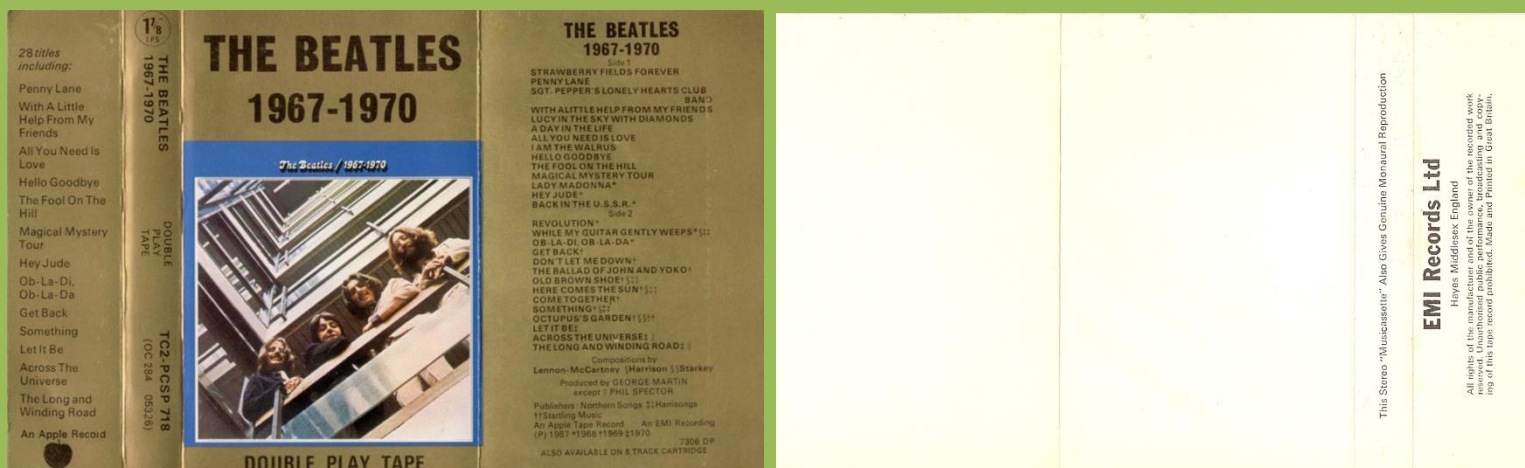 28 titles
including:
Penny Lane
With A Little
Help From My
Friends
All You Need Is
Love
Hello Goodbye
The Fool On The
Hill
Magical Mystery
Tour
Hey Jude
Ob-La-Di,
Ob-La-Da
Get Back
Something
Let It Be
Across The
Universe
The Long and
Winding Road
An Apple Record
1⅞
IPS
THE BEATLES
1967-1970
DOUBLE
PLAY
TAPE
TC2-PCSP 718
(OC 284 05326)
THE BEATLES
1967-1970
The Beatles / 1967-1970
DOUBLE PLAY TAPE
THE BEATLES
1967-1970
Side 1
STRAWBERRY FIELDS FOREVER
PENNY LANE
SGT. PEPPER'S LONELY HEARTS CLUB
BAND
WITH A LITTLE HELP FROM MY FRIENDS
LUCY IN THE SKY WITH DIAMONDS
A DAY IN THE LIFE
ALL YOU NEED IS LOVE
I AM THE WALRUS
HELLO GOODBYE
THE FOOL ON THE HILL
MAGICAL MYSTERY TOUR
LADY MADONNA*
HEY JUDE*
BACK IN THE U.S.S.R.*
Side 2
REVOLUTION*
WHILE MY GUITAR GENTLY WEEPS*§‡‡
OB-LA-DI, OB-LA-DA*
GET BACK†
DON'T LET ME DOWN†
THE BALLAD OF JOHN AND YOKO†
OLD BROWN SHOE†§‡‡
HERE COMES THE SUN†§‡‡
COME TOGETHER†
SOMETHING†§‡‡
OCTUPUS'S GARDEN†§§††
LET IT BE‡
ACROSS THE UNIVERSE‡
THE LONG AND WINDING ROAD‡
Compositions by
Lennon-McCartney §Harrison §§Starkey
Produced by GEORGE MARTIN
except PHIL SPECTOR
Publishers: Northern Songs ‡‡Harrisongs
††Startling Music
An Apple Tape Record An EMI Recording
(P) 1967 *1968 †1969 ‡1970
7306 DP
ALSO AVAILABLE ON 8 TRACK CARTRIDGE
This Stereo "Musicassette" Also Gives Genuine Monaural Reproduction
EMI Records Ltd
Hayes Middlesex England
All rights of the manufacturer and of the owner of the recorded work
reserved. Unauthorised public performance, broadcasting and copy-
ing of this tape record prohibited. Made and Printed in Great Britain.